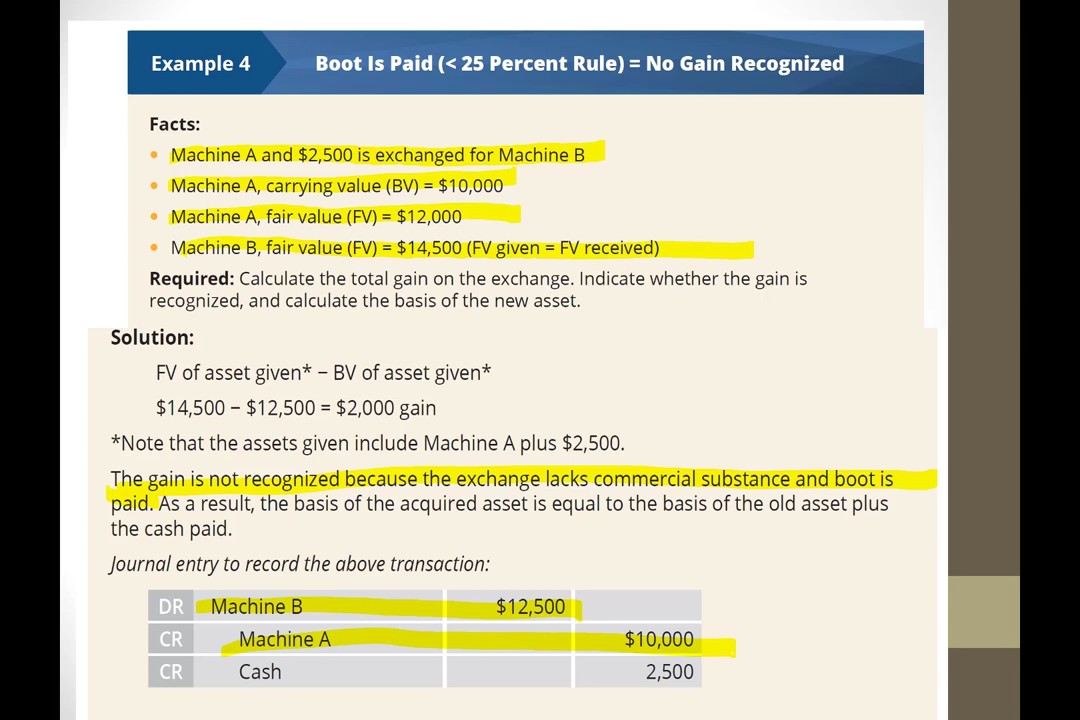 Example 4 Boot Is Paid (< 25 Percent Rule) = No Gain Recognized
Facts:
• Machine A and $2,500 is exchanged for Machine B
• Machine A, carrying value (BV) = $10,000
• Machine A, fair value (FV) = $12,000
• Machine B, fair value (FV) = $14,500 (FV given = FV received)
Required: Calculate the total gain on the exchange. Indicate whether the gain is
recognized, and calculate the basis of the new asset.
Solution:
FV of asset given* − BV of asset given*
$14,500 − $12,500 = $2,000 gain
*Note that the assets given include Machine A plus $2,500.
The gain is not recognized because the exchange lacks commercial substance and boot is
paid. As a result, the basis of the acquired asset is equal to the basis of the old asset plus
the cash paid.
Journal entry to record the above transaction:
DR Machine B $12,500
CR Machine A $10,000
CR Cash 2,500